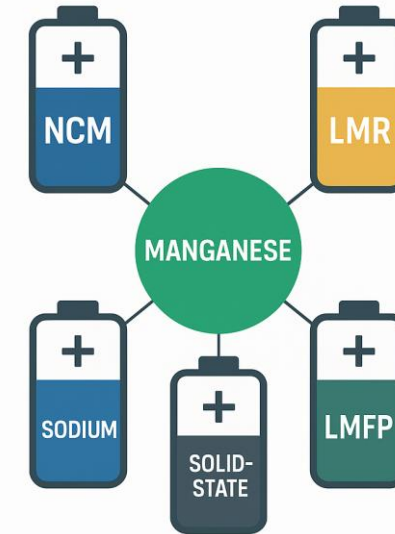 NCM
LMR
MANGANESE
SODIUM
SOLID-
STATE
LMFP